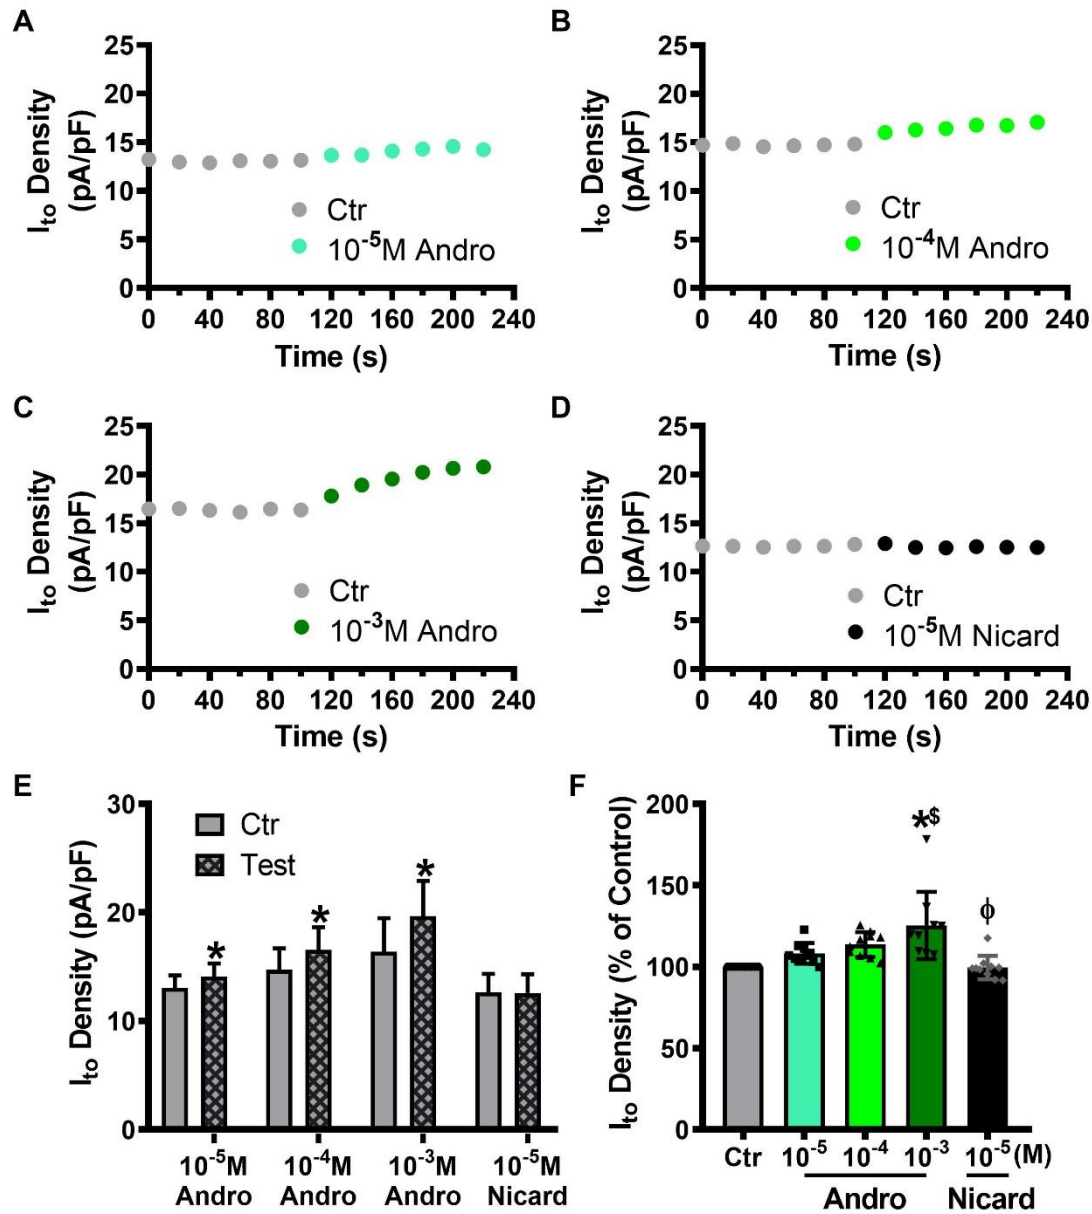 A
I_to Density (pA/pF)
25
20
15
10
5
0
Ctr
10⁻⁵M Andro
0 40 80 120 160 200 240
Time (s)
B
I_to Density (pA/pF)
25
20
15
10
5
0
Ctr
10⁻⁴M Andro
0 40 80 120 160 200 240
Time (s)
C
I_to Density (pA/pF)
25
20
15
10
5
0
Ctr
10⁻³M Andro
0 40 80 120 160 200 240
Time (s)
D
I_to Density (pA/pF)
25
20
15
10
5
0
Ctr
10⁻⁵M Nicard
0 40 80 120 160 200 240
Time (s)
E
I_to Density (pA/pF)
30
20
10
0
Ctr
Test
* * *
10⁻⁵M 10⁻⁴M 10⁻³M 10⁻⁵M
Andro Andro Andro Nicard
F
I_to Density (% of Control)
200
150
100
50
0
*$
ϕ
Ctr 10⁻⁵ 10⁻⁴ 10⁻³ 10⁻⁵(M)
Andro Nicard